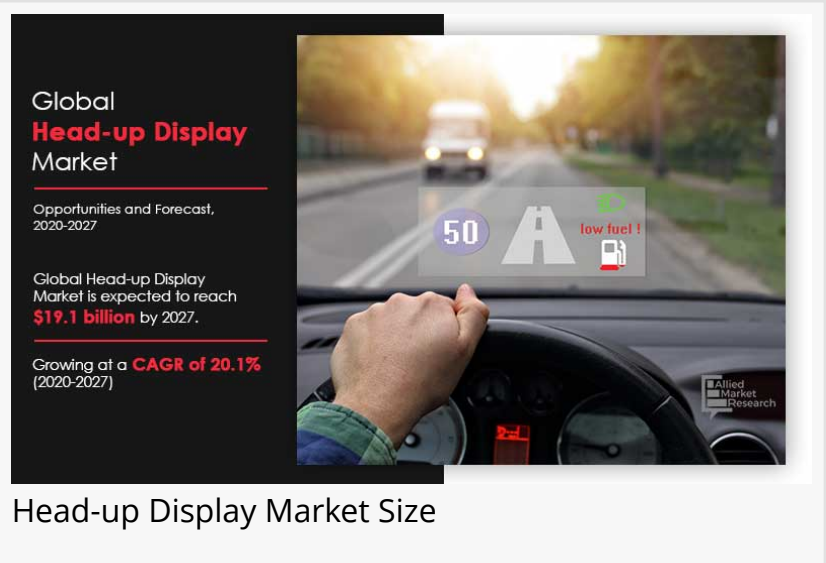 Global
Head-up Display
Market
Opportunities and Forecast,
2020-2027
Global Head-up Display
Market is expected to reach
$19.1 billion by 2027.
Growing at a CAGR of 20.1%
(2020-2027)
50
low fuel !
Allied
Market
Research
Head-up Display Market Size